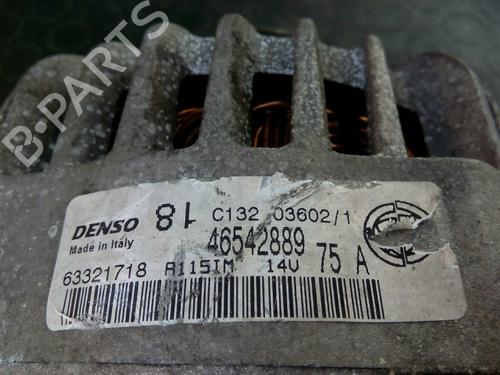 B-PARTS
DENSO 81 C132 03602/1
Made in Italy 46542889 75 A
63321718 A115IM 14V